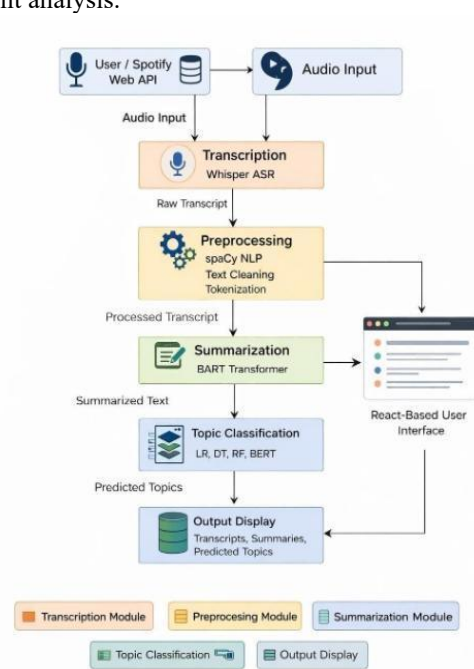 nt analysis.
User / Spotify
Web API
Audio Input
Audio Input
Transcription
Whisper ASR
Raw Transcript
Preprocessing
spaCy NLP
Text Cleaning
Tokenization
Processed Transcript
Summarization
BART Transformer
React-Based User
Interface
Summarized Text
Topic Classification
LR, DT, RF, BERT
Predicted Topics
Output Display
Transcripts, Summaries,
Predicted Topics
Transcription Module
Preprocesing Module
Summarization Module
Topic Classification
Output Display